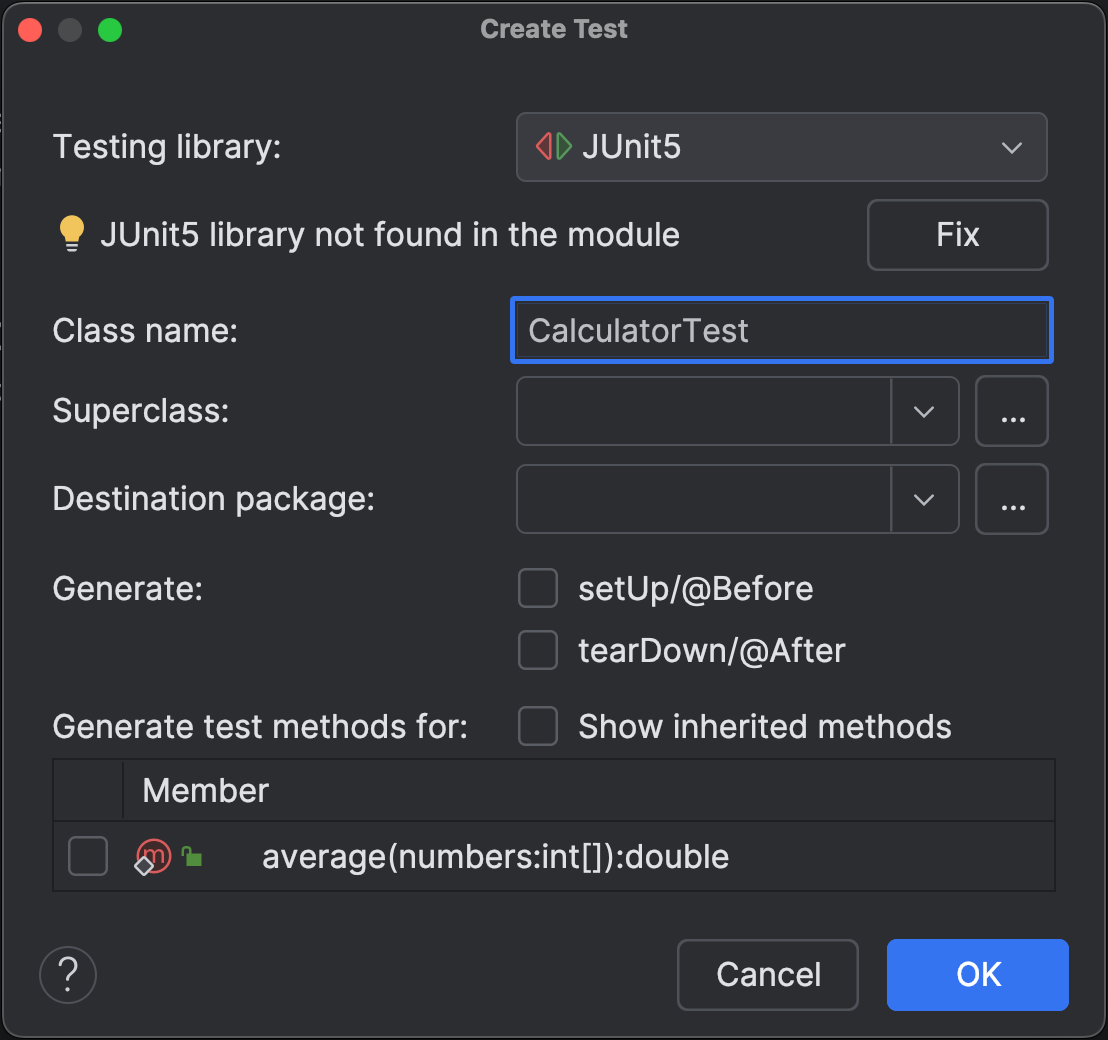 Create Test
Testing library: JUnit5
JUnit5 library not found in the module Fix
Class name: CalculatorTest
Superclass: ...
Destination package: ...
Generate: setUp/@Before
tearDown/@After
Generate test methods for: Show inherited methods
Member
m average(numbers:int[]):double
? Cancel OK